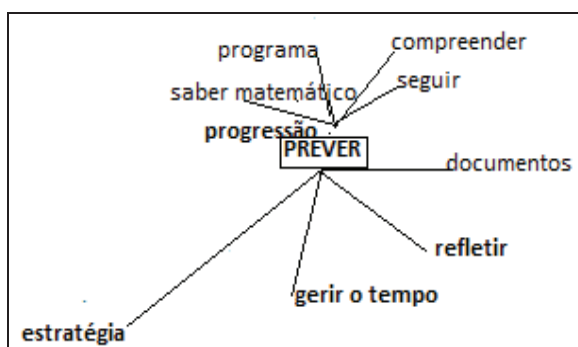 compreender
programa
seguir
saber matemático
progressão
PREVER
documentos
refletir
gerir o tempo
estratégia